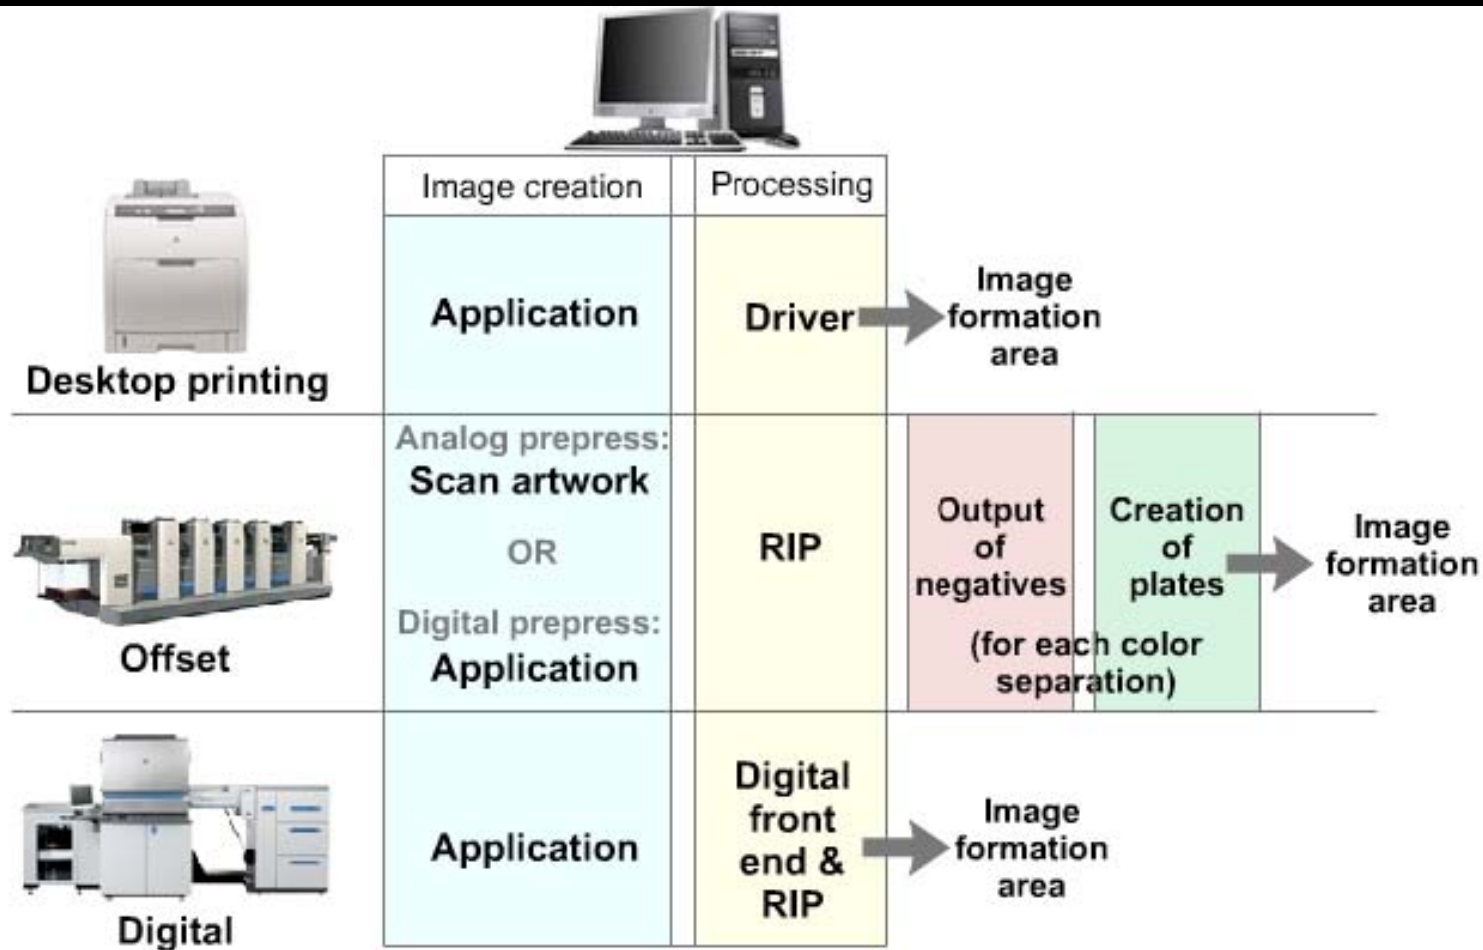 Image creation
Processing
Desktop printing
Application
Driver
Image
formation
area
Offset
Analog prepress:
Scan artwork
OR
Digital prepress:
Application
RIP
Output
of
negatives
Creation
of
plates
(for each color
separation)
Image
formation
area
Digital
Application
Digital
front
end &
RIP
Image
formation
area